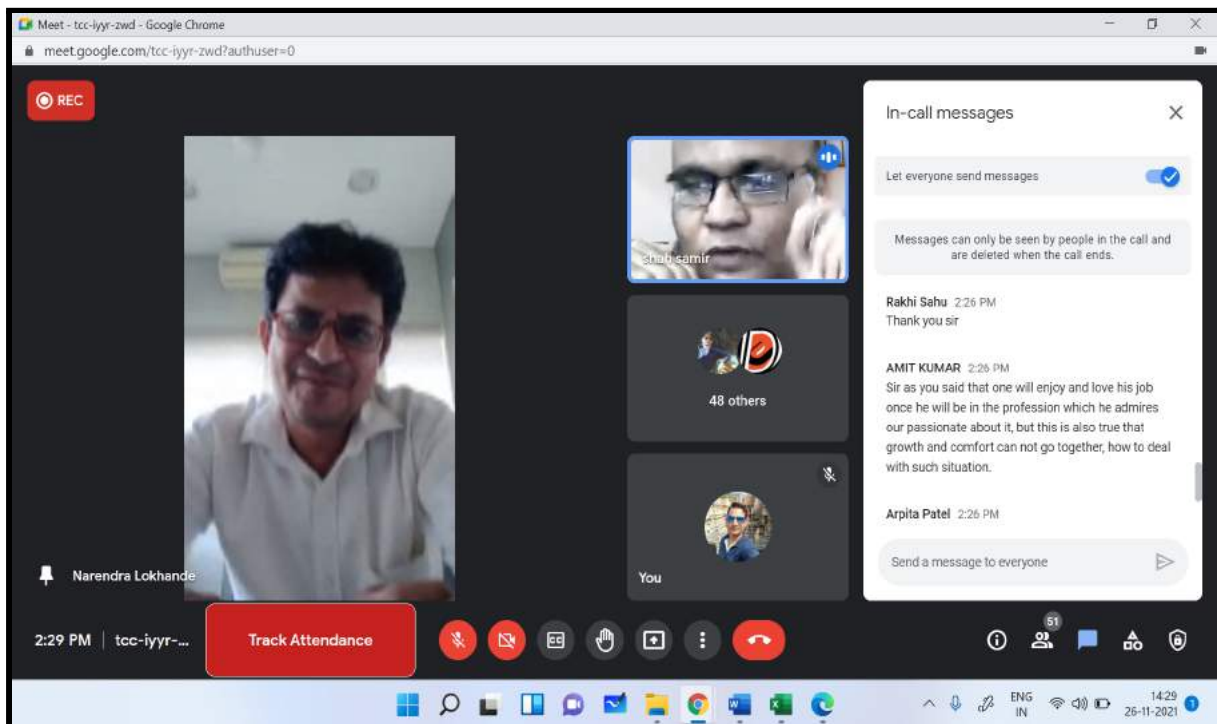 Meet - tcc-iyyr-zwd - Google Chrome
meet.google.com/tcc-iyyr-zwd?authuser=0
REC
Narendra Lokhande
shah samir
48 others
You
In-call messages
Let everyone send messages
Messages can only be seen by people in the call and
are deleted when the call ends.
Rakhi Sahu 2:26 PM
Thank you sir
AMIT KUMAR 2:26 PM
Sir as you said that one will enjoy and love his job
once he will be in the profession which he admires
our passionate about it, but this is also true that
growth and comfort can not go together, how to deal
with such situation.
Arpita Patel 2:26 PM
Send a message to everyone
2:29 PM | tcc-iyyr-...
Track Attendance
51
ENG
IN
14:29
26-11-2021
1